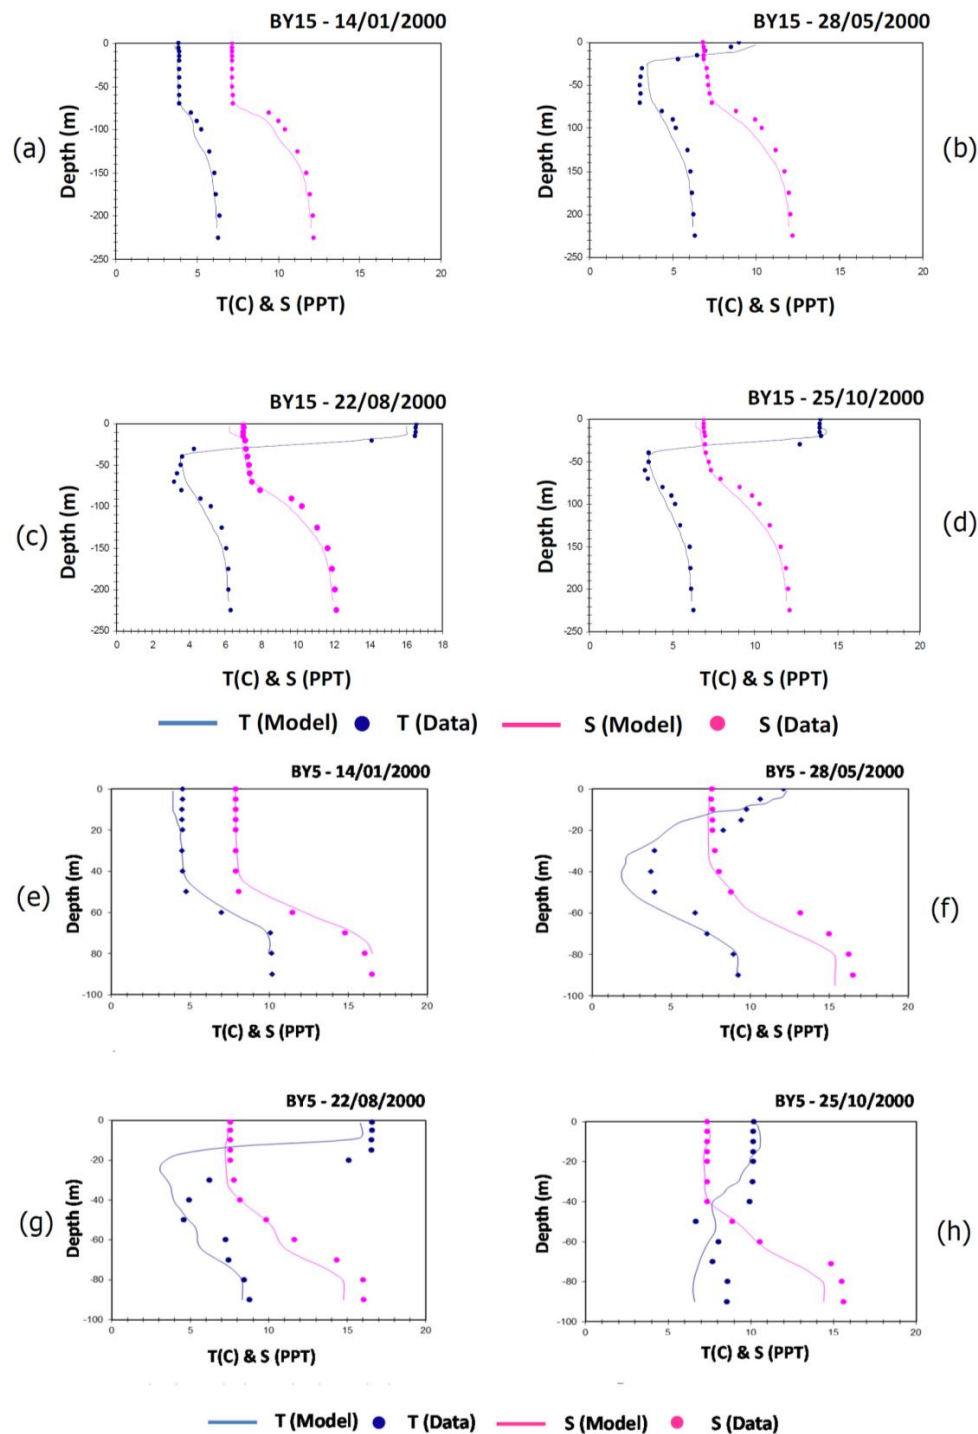 BY15 - 14/01/2000
BY15 - 28/05/2000
(a)
Depth (m)
0
-50
-100
-150
-200
-250
0 5 10 15 20
T(C) & S (PPT)
Depth (m)
0
-50
-100
-150
-200
-250
0 5 10 15 20
T(C) & S (PPT)
(b)
BY15 - 22/08/2000
BY15 - 25/10/2000
(c)
Depth (m)
0
-50
-100
-150
-200
-250
0 2 4 6 8 10 12 14 16 18
T(C) & S (PPT)
Depth (m)
0
-50
-100
-150
-200
-250
0 5 10 15 20
T(C) & S (PPT)
(d)
T (Model) T (Data) S (Model) S (Data)
BY5 - 14/01/2000
BY5 - 28/05/2000
(e)
Depth (m)
0
20
40
60
80
-100
0 5 10 15 20
T(C) & S (PPT)
Depth (m)
0
-20
-40
-60
-80
-100
0 5 10 15 20
T(C) & S (PPT)
(f)
BY5 - 22/08/2000
BY5 - 25/10/2000
(g)
Depth (m)
0
-20
-40
-60
-80
-100
0 5 10 15 20
T(C) & S (PPT)
Depth (m)
0
-20
-40
-60
-80
-100
0 5 10 15 20
T(C) & S (PPT)
(h)
T (Model) T (Data) S (Model) S (Data)